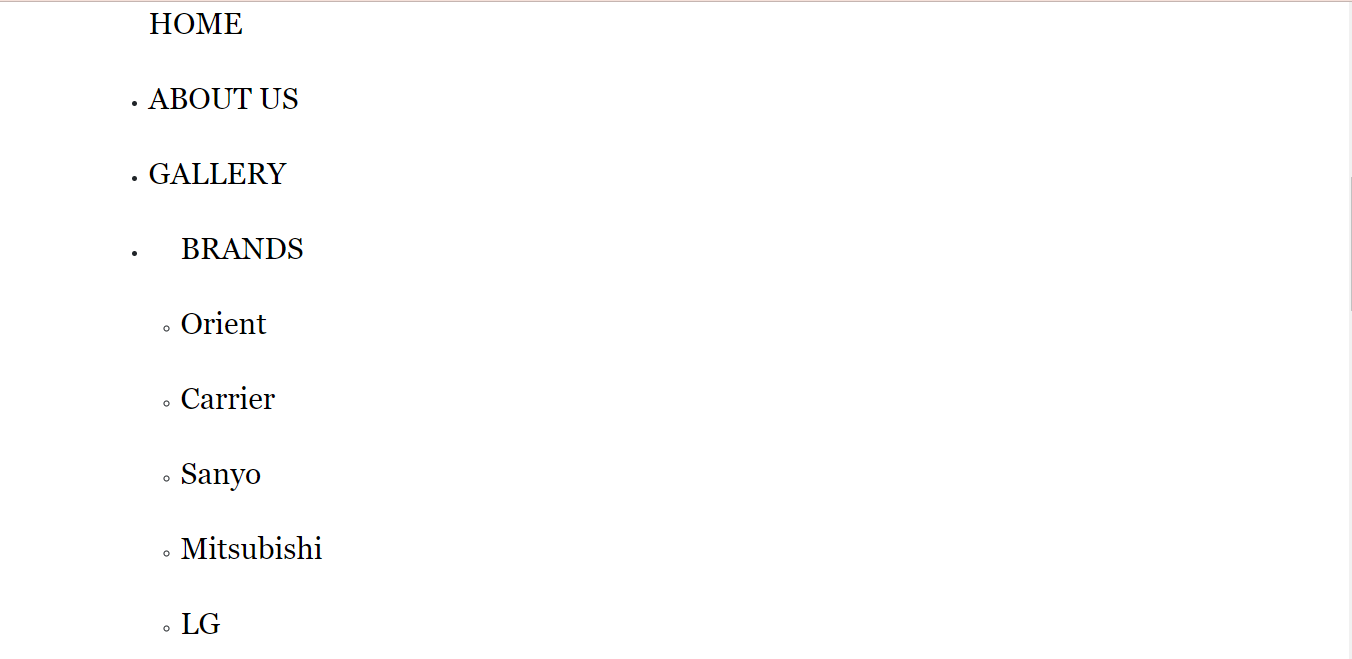 HOME
ABOUT US
GALLERY
BRANDS
Orient
Carrier
Sanyo
Mitsubishi
LG